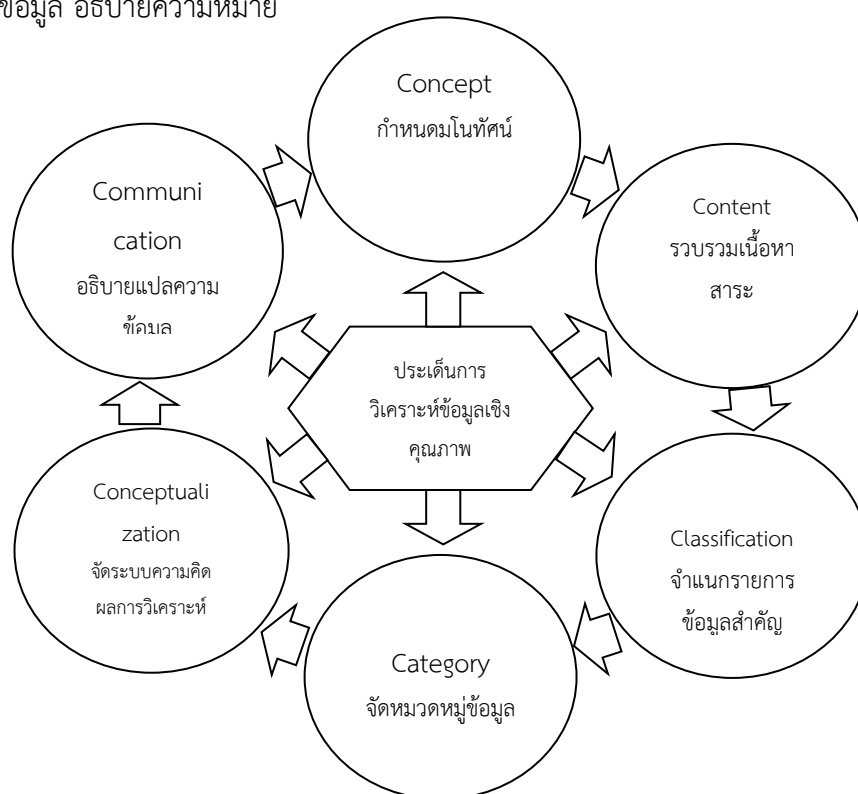 ข้อมูล อธิบายความหมาย
Concept
กำหนดมโนทัศน์
Content
รวบรวมเนื้อหา
สาระ
Classification
จำแนกรายการ
ข้อมูลสำคัญ
Category
จัดหมวดหมู่ข้อมูล
Conceptuali
zation
จัดระบบความคิด
ผลการวิเคราะห์
Communi
cation
อธิบายแปลความ
ข้อมูล
ประเด็นการ
วิเคราะห์ข้อมูลเชิง
คุณภาพ